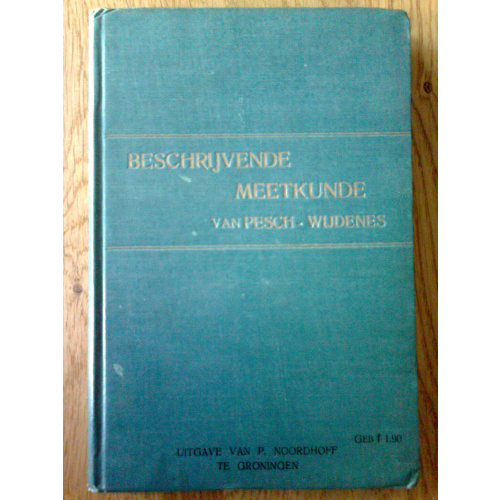 BESCHRIJVENDE
MEETKUNDE
VAN PESCH - WIJDENES
GEB f 1.90
UITGAVE VAN P. NOORDHOFF
TE GRONINGEN